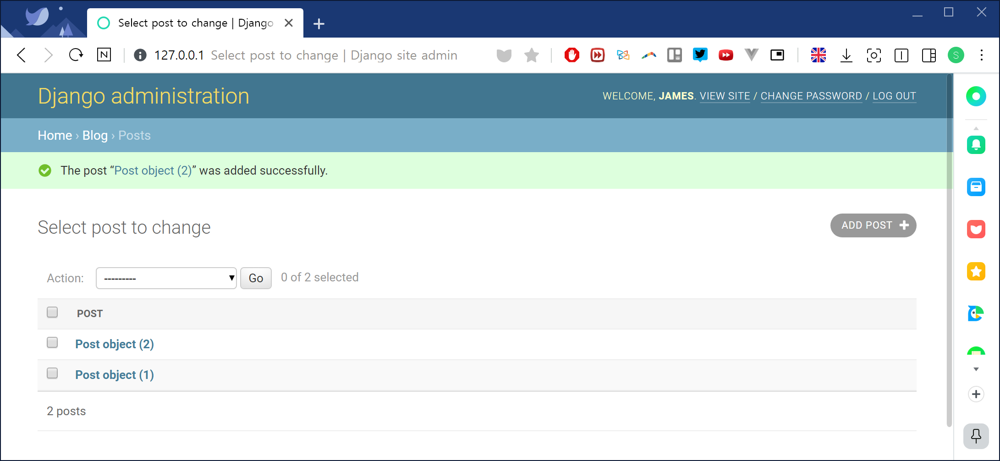 Select post to change | Django
N
127.0.0.1 Select post to change | Django site admin
S
Django administration
WELCOME, JAMES. VIEW SITE / CHANGE PASSWORD / LOG OUT
Home › Blog › Posts
The post “Post object (2)” was added successfully.
Select post to change
ADD POST +
Action: --------- Go 0 of 2 selected
POST
Post object (2)
Post object (1)
2 posts